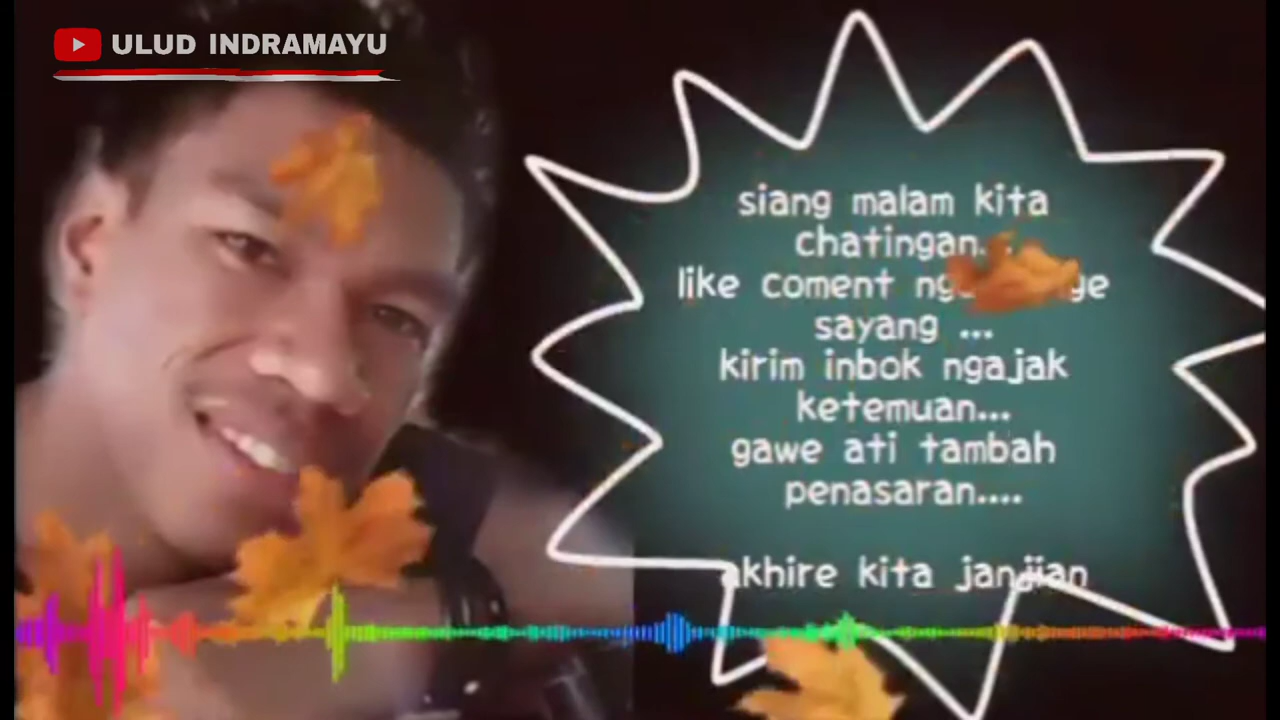 ULUD INDRAMAYU
siang malam kita
chatingan..
like coment
sayang ...
kirim inbok ngajak
ketemuan...
gawe ati tambah
penasaran....
akhire kita janjian